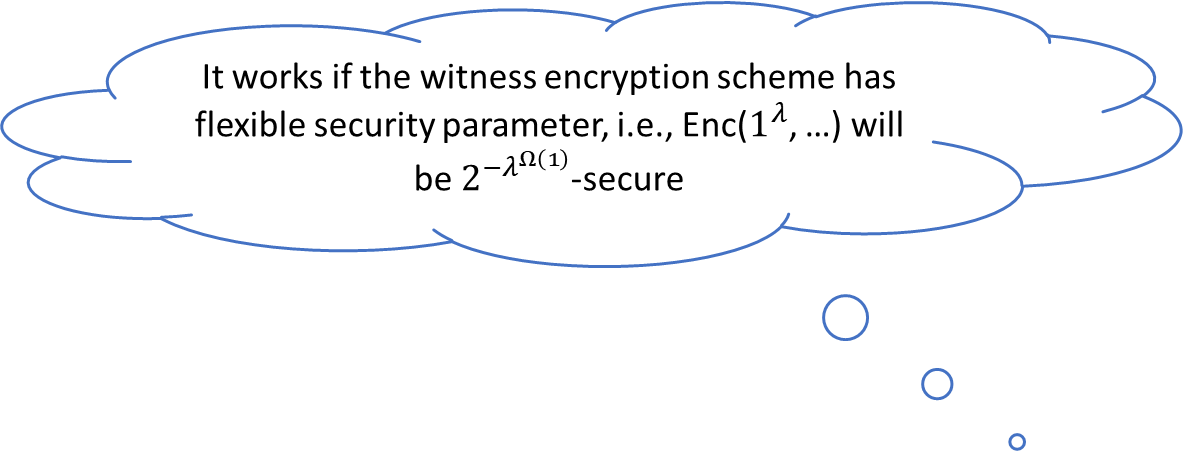 It works if the witness encryption scheme has
flexible security parameter, i.e., Enc(1^λ, …) will
be 2^{-λ^{Ω(1)}}-secure